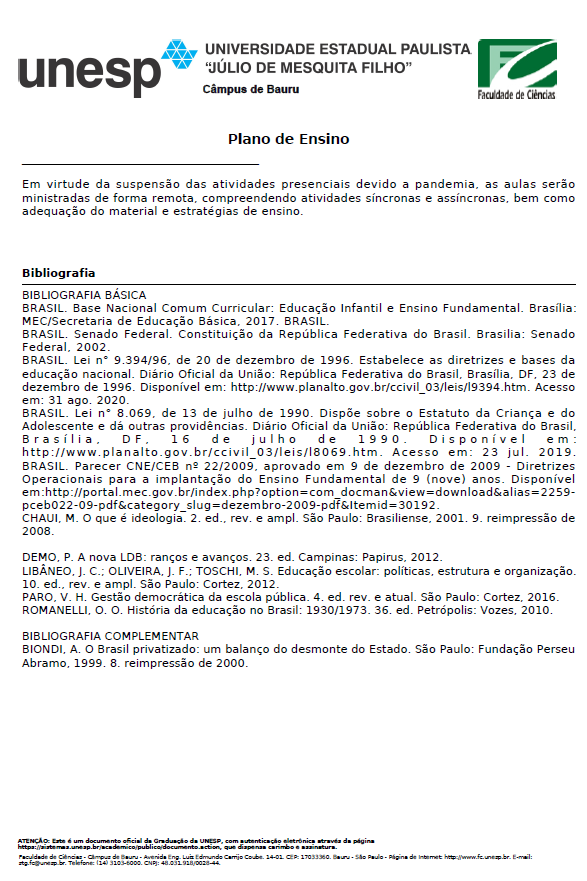 unesp
UNIVERSIDADE ESTADUAL PAULISTA
“JÚLIO DE MESQUITA FILHO”
Câmpus de Bauru
Faculdade de Ciências
Plano de Ensino
Em virtude da suspensão das atividades presenciais devido a pandemia, as aulas serão
ministradas de forma remota, compreendendo atividades síncronas e assíncronas, bem como
adequação do material e estratégias de ensino.
Bibliografia
BIBLIOGRAFIA BÁSICA
BRASIL. Base Nacional Comum Curricular: Educação Infantil e Ensino Fundamental. Brasília:
MEC/Secretaria de Educação Básica, 2017. BRASIL.
BRASIL. Senado Federal. Constituição da República Federativa do Brasil. Brasilia: Senado
Federal, 2002.
BRASIL. Lei n° 9.394/96, de 20 de dezembro de 1996. Estabelece as diretrizes e bases da
educação nacional. Diário Oficial da União: República Federativa do Brasil, Brasília, DF, 23 de
dezembro de 1996. Disponível em: http://www.planalto.gov.br/ccivil_03/leis/l9394.htm. Acesso
em: 31 ago. 2020.
BRASIL. Lei n° 8.069, de 13 de julho de 1990. Dispõe sobre o Estatuto da Criança e do
Adolescente e dá outras providências. Diário Oficial da União: República Federativa do Brasil,
Brasília, DF, 16 de julho de 1990. Disponível em:
http://www.planalto.gov.br/ccivil_03/leis/l8069.htm. Acesso em: 23 jul. 2019.
BRASIL. Parecer CNE/CEB nº 22/2009, aprovado em 9 de dezembro de 2009 - Diretrizes
Operacionais para a implantação do Ensino Fundamental de 9 (nove) anos. Disponível
em:http://portal.mec.gov.br/index.php?option=com_docman&view=download&alias=2259-
pceb022-09-pdf&category_slug=dezembro-2009-pdf&Itemid=30192.
CHAUI, M. O que é ideologia. 2. ed., rev. e ampl. São Paulo: Brasiliense, 2001. 9. reimpressão de
2008.
DEMO, P. A nova LDB: ranços e avanços. 23. ed. Campinas: Papirus, 2012.
LIBÂNEO, J. C.; OLIVEIRA, J. F.; TOSCHI, M. S. Educação escolar: políticas, estrutura e organização.
10. ed., rev. e ampl. São Paulo: Cortez, 2012.
PARO, V. H. Gestão democrática da escola pública. 4. ed. rev. e atual. São Paulo: Cortez, 2016.
ROMANELLI, O. O. História da educação no Brasil: 1930/1973. 36. ed. Petrópolis: Vozes, 2010.
BIBLIOGRAFIA COMPLEMENTAR
BIONDI, A. O Brasil privatizado: um balanço do desmonte do Estado. São Paulo: Fundação Perseu
Abramo, 1999. 8. reimpressão de 2000.
ATENÇÃO: Este é um documento oficial da Graduação da UNESP, com autenticação eletrônica através da página
https://sistemas.unesp.br/academico/publico/documento.action, que dispensa carimbo e assinatura.
Faculdade de Ciências - Câmpus de Bauru - Avenida Eng. Luiz Edmundo Carrijo Coube, 14-01. CEP: 17033360. Bauru - São Paulo - Página de Internet: http://www.fc.unesp.br. E-mail:
stg.fc@unesp.br. Telefone: (14) 3103-6000. CNPJ: 48.031.918/0028-44.